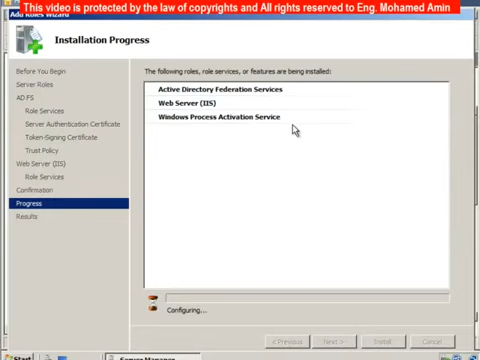 This video is protected by the law of copyrights and All rights reserved to Eng. Mohamed Amin
Add Roles Wizard
Installation Progress
Before You Begin
Server Roles
AD FS
Role Services
Server Authentication Certificate
Token-Signing Certificate
Trust Policy
Web Server (IIS)
Role Services
Confirmation
Progress
Results
The following roles, role services, or features are being installed:
Active Directory Federation Services
Web Server (IIS)
Windows Process Activation Service
Configuring...
< Previous
Next >
Install
Cancel
Start
Server Manager